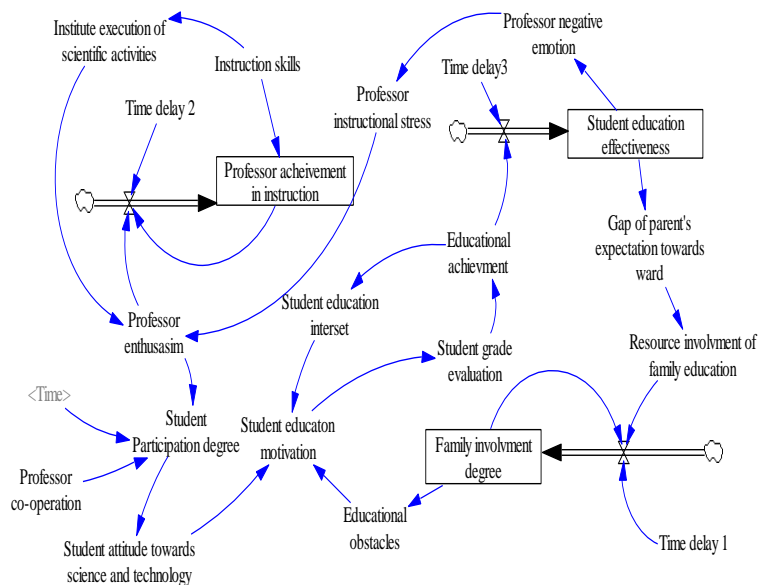 Professor negative
emotion
Institute execution of
scientific activities
Instruction skills
Time delay3
Professor
instructional stress
Time delay 2
Student education
effectiveness
Professor acheivement
in instruction
Gap of parent's
expectation towards
ward
Educational
achievment
Student education
interset
Professor
enthusasim
Student grade
evaluation
Resource involvment of
family education
<Time>
Student
Participation degree
Student educaton
motivation
Family involvment
degree
Professor
co-operation
Educational
obstacles
Student attitude towards
science and technology
Time delay 1